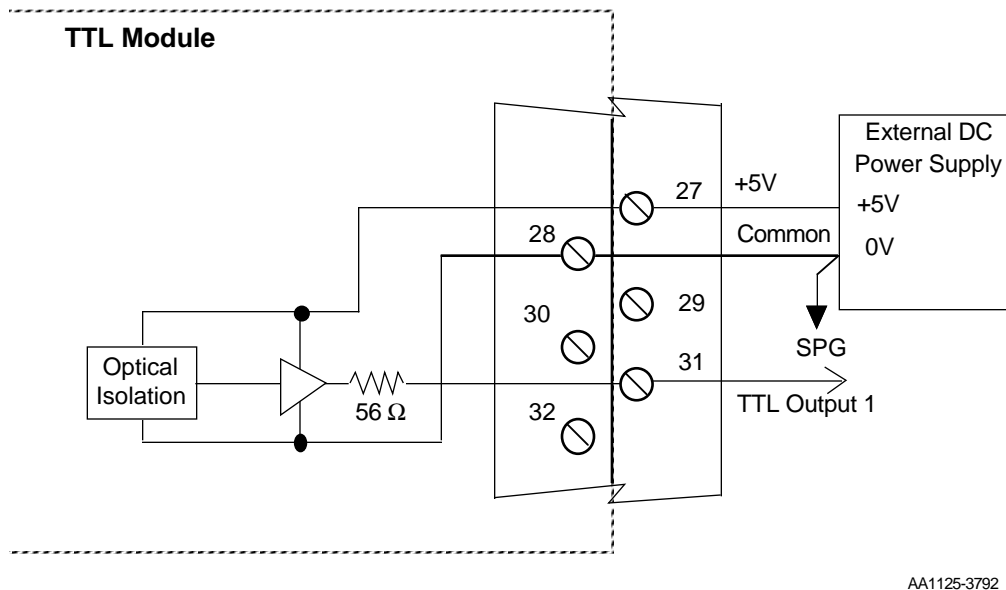 TTL Module
External DC
Power Supply
27
+5V
+5V
28
Common
0V
30
29
SPG
Optical
Isolation
31
56 Ω
TTL Output 1
32
AA1125-3792